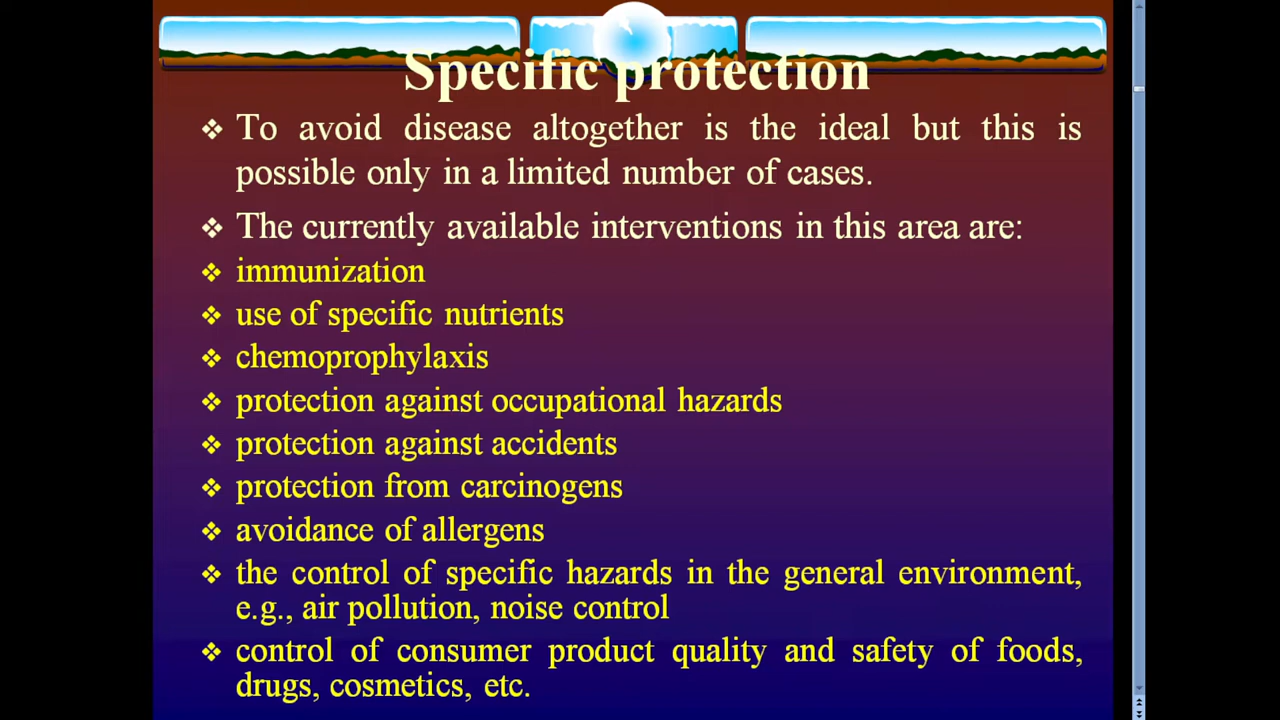 Specific protection
❖ To avoid disease altogether is the ideal but this is
possible only in a limited number of cases.
❖ The currently available interventions in this area are:
❖ immunization
❖ use of specific nutrients
❖ chemoprophylaxis
❖ protection against occupational hazards
❖ protection against accidents
❖ protection from carcinogens
❖ avoidance of allergens
❖ the control of specific hazards in the general environment,
e.g., air pollution, noise control
❖ control of consumer product quality and safety of foods,
drugs, cosmetics, etc.